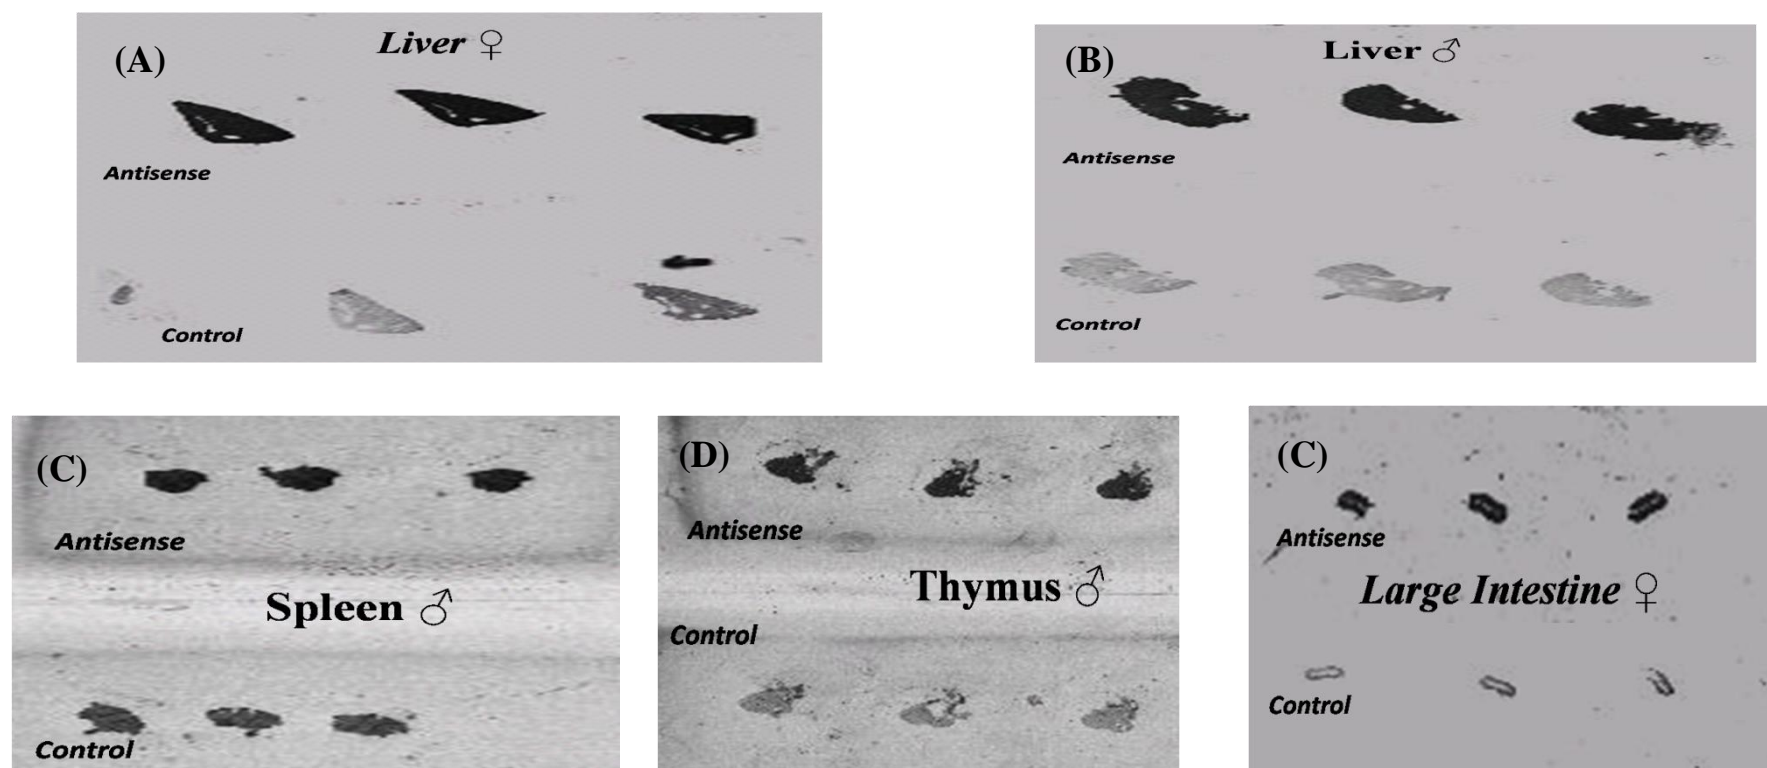 (A)
Liver ♀
Antisense
Control
(B)
Liver ♂
Antisense
Control
(C)
Antisense
Spleen ♂
Control
(D)
Antisense
Thymus ♂
Control
(C)
Antisense
Large Intestine ♀
Control